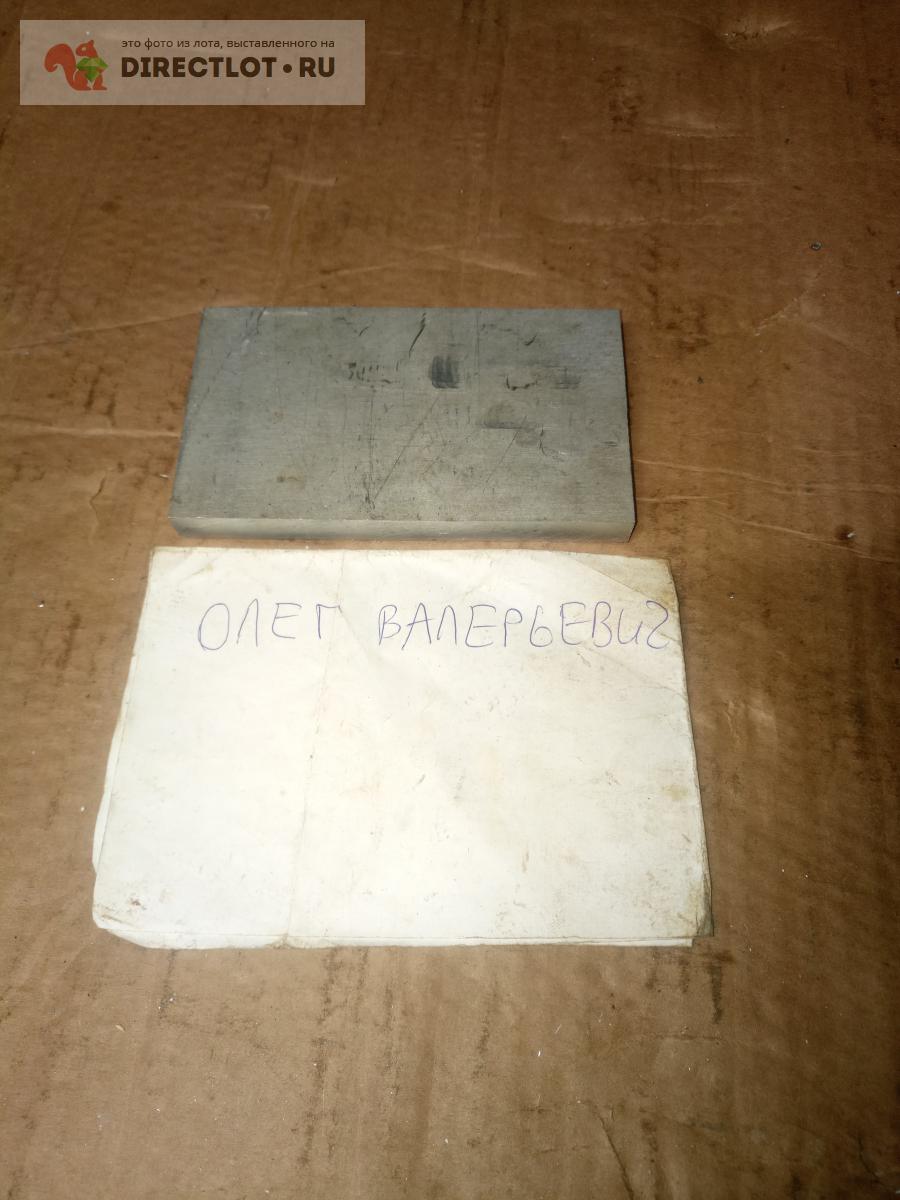 это фото из лота, выставленного на
DIRECTLOT•RU
ОЛЕГ ВАЛЕРЬЕВИЧ